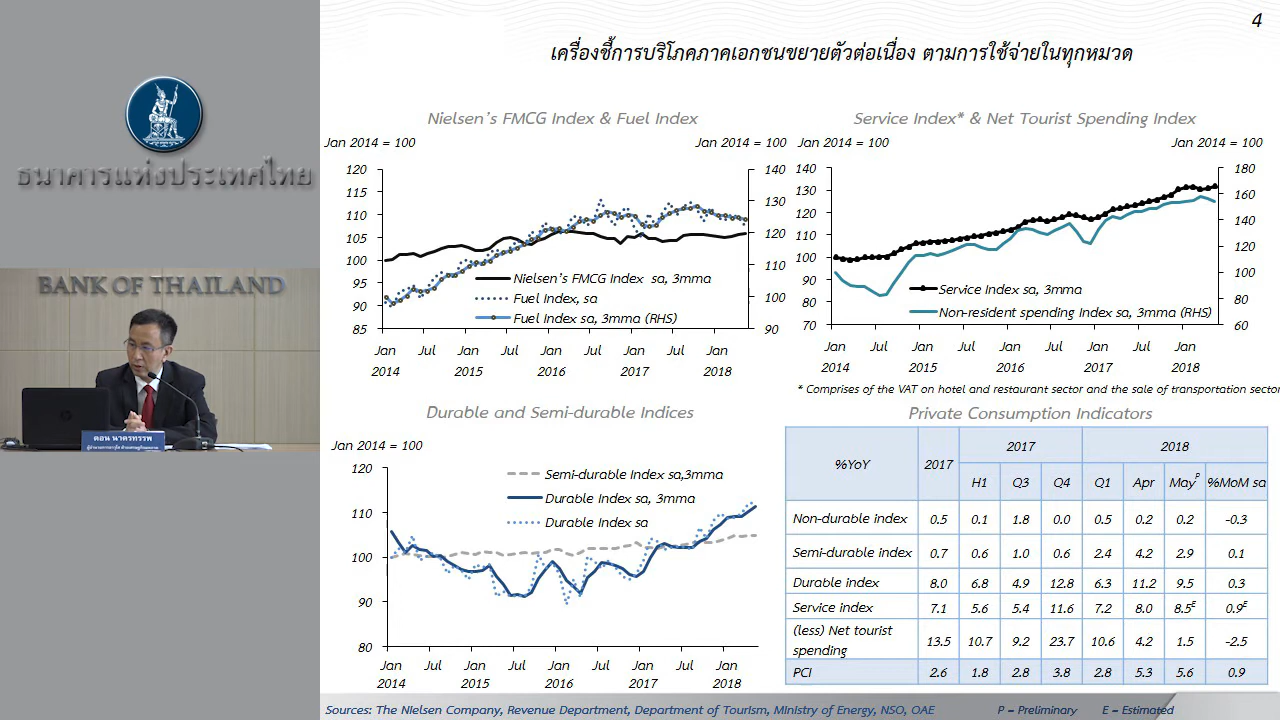 4
เครื่องชี้การบริโภคภาคเอกชนขยายตัวต่อเนื่อง ตามการใช้จ่ายในทุกหมวด
ธนาคารแห่งประเทศไทย
BANK OF THAILAND
ดอน นาครทรรพ
Nielsen's FMCG Index & Fuel Index
Jan 2014 = 100
Jan 2014 = 100
120
115
110
105
100
95
90
85
140
130
120
110
100
90
Nielsen's FMCG Index sa, 3mma
Fuel Index, sa
Fuel Index sa, 3mma (RHS)
Jan Jul Jan Jul Jan Jul Jan Jul Jan
2014 2015 2016 2017 2018
Service Index* & Net Tourist Spending Index
Jan 2014 = 100
Jan 2014 = 100
140
130
120
110
100
90
80
70
180
160
140
120
100
80
60
Service Index sa, 3mma
Non-resident spending Index sa, 3mma (RHS)
Jan Jul Jan Jul Jan Jul Jan Jul Jan
2014 2015 2016 2017 2018
* Comprises of the VAT on hotel and restaurant sector and the sale of transportation sector
Durable and Semi-durable Indices
Jan 2014 = 100
120
110
100
90
80
Semi-durable Index sa,3mma
Durable Index sa, 3mma
Durable Index sa
Jan Jul Jan Jul Jan Jul Jan Jul Jan
2014 2015 2016 2017 2018
Private Consumption Indicators
%YoY 2017 2017 2018
H1 Q3 Q4 Q1 Apr May P %MoM sa
Non-durable index 0.5 0.1 1.8 0.0 0.5 0.2 0.2 -0.3
Semi-durable index 0.7 0.6 1.0 0.6 2.4 4.2 2.9 0.1
Durable index 8.0 6.8 4.9 12.8 6.3 11.2 9.5 0.3
Service index 7.1 5.6 5.4 11.6 7.2 8.0 8.5E 0.9E
(less) Net tourist
spending 13.5 10.7 9.2 23.7 10.6 4.2 1.5 -2.5
PCI 2.6 1.8 2.8 3.8 2.8 5.3 5.6 0.9
Sources: The Nielsen Company, Revenue Department, Department of Tourism, Ministry of Energy, NSO, OAE
P = Preliminary E = Estimated